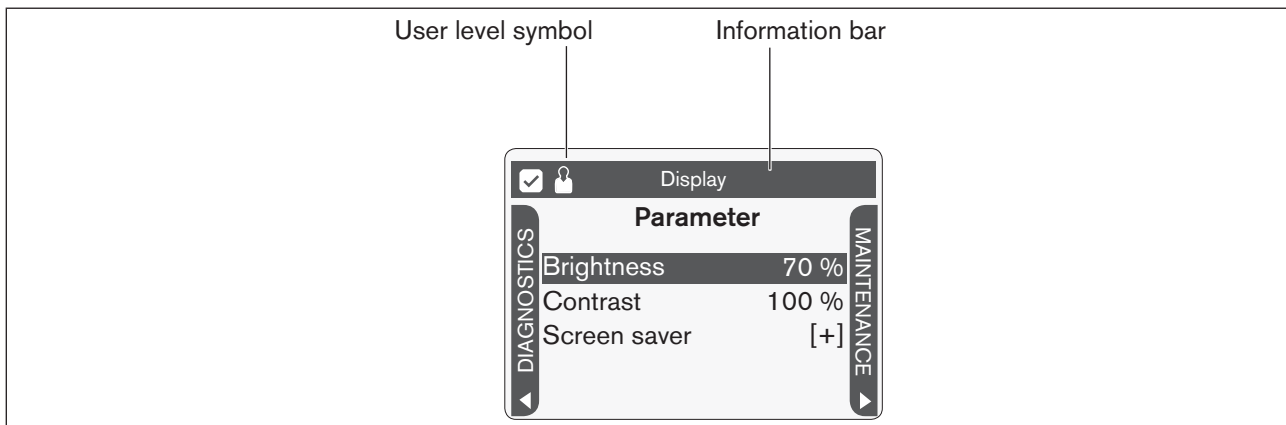 User level symbol Information bar
Display
Parameter
DIAGNOSTICS
Brightness 70 %
Contrast 100 %
Screen saver [+]
MAINTENANCE